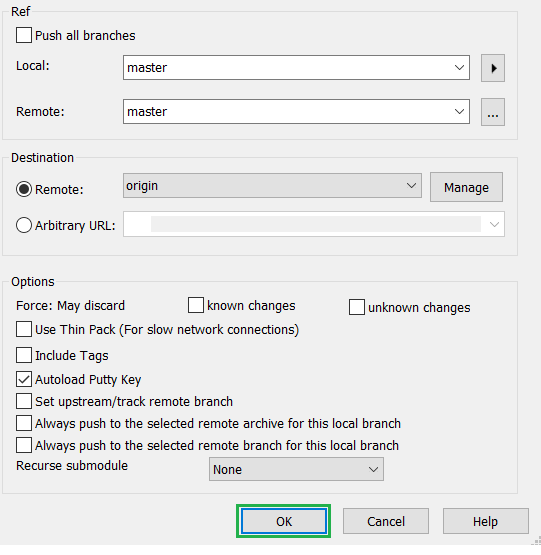 Ref
Push all branches
Local: master
Remote: master ...
Destination
Remote: origin Manage
Arbitrary URL:
Options
Force: May discard known changes unknown changes
Use Thin Pack (For slow network connections)
Include Tags
Autoload Putty Key
Set upstream/track remote branch
Always push to the selected remote archive for this local branch
Always push to the selected remote branch for this local branch
Recurse submodule None
OK Cancel Help